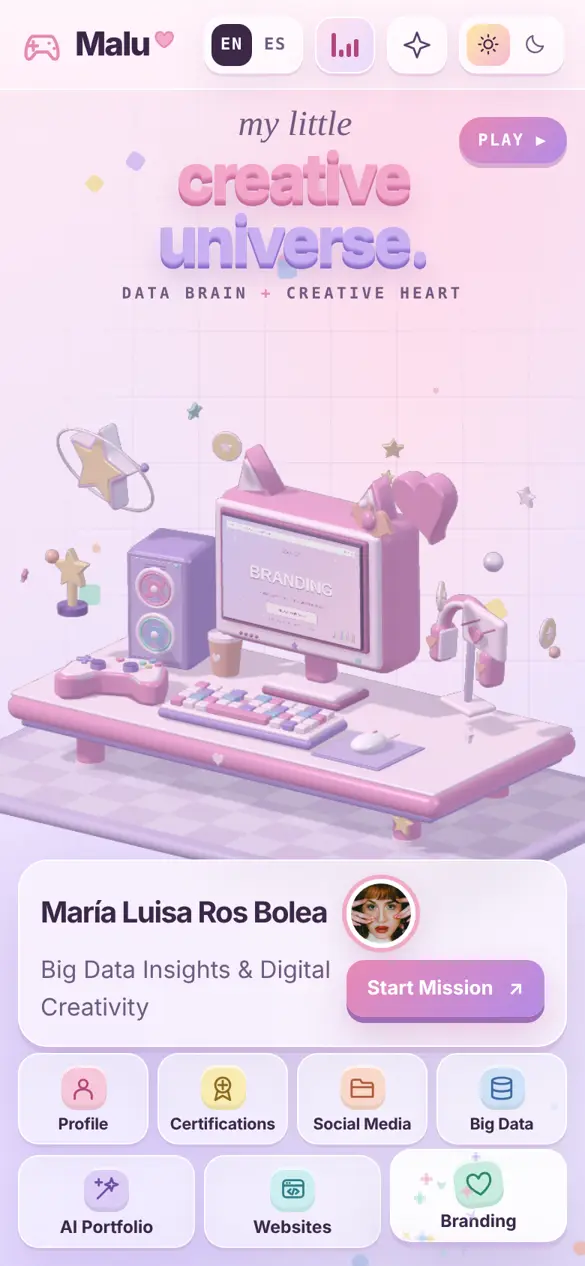 Malu
EN ES
my little
PLAY ▶
creative
universe.
DATA BRAIN + CREATIVE HEART
BRANDING
María Luisa Ros Bolea
Big Data Insights & Digital
Creativity
Start Mission
Profile
Certifications
Social Media
Big Data
AI Portfolio
Websites
Branding